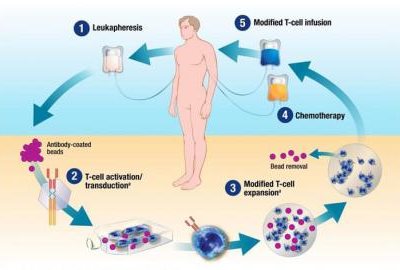 1 Leukapheresis
5 Modified T-cell infusion
4 Chemotherapy
Antibody-coated
beads
2 T-cell activation/
transduction^a
Bead removal
3 Modified T-cell
expansion^a